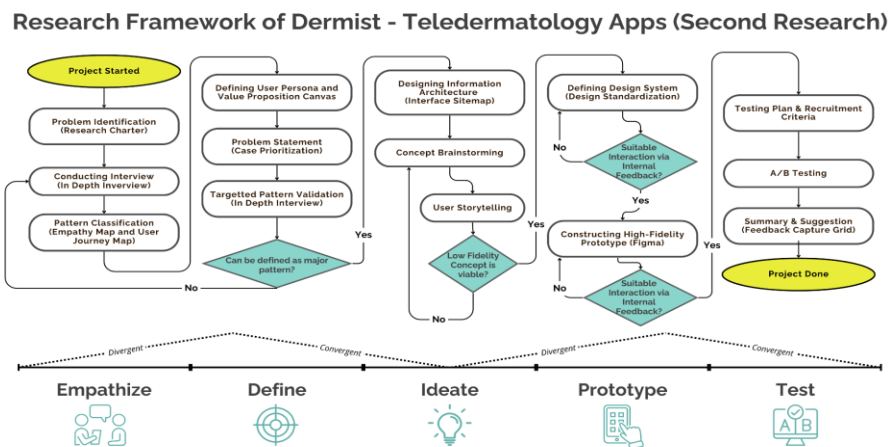 Research Framework of Dermist - Teledermatology Apps (Second Research)
Project Started
Problem Identification
(Research Charter)
Conducting Interview
(In Depth Inverview)
Pattern Classification
(Empathy Map and User
Journey Map)
Defining User Persona and
Value Proposition Canvas
Problem Statement
(Case Prioritization)
Targetted Pattern Validation
(In Depth Interview)
Can be defined as major
pattern?
No
Yes
Designing Information
Architecture
(Interface Sitemap)
Concept Brainstorming
User Storytelling
Low Fidelity
Concept is
viable?
No
Yes
Defining Design System
(Design Standardization)
No
Suitable
Interaction via
Internal
Feedback?
Yes
Constructing High-Fidelity
Prototype (Figma)
No
Suitable
Interaction via
Internal
Feedback?
Yes
Testing Plan & Recruitment
Criteria
A/B Testing
Summary & Suggestion
(Feedback Capture Grid)
Project Done
Divergent
Convergent
Divergent
Convergent
Empathize
Define
Ideate
Prototype
Test
A B